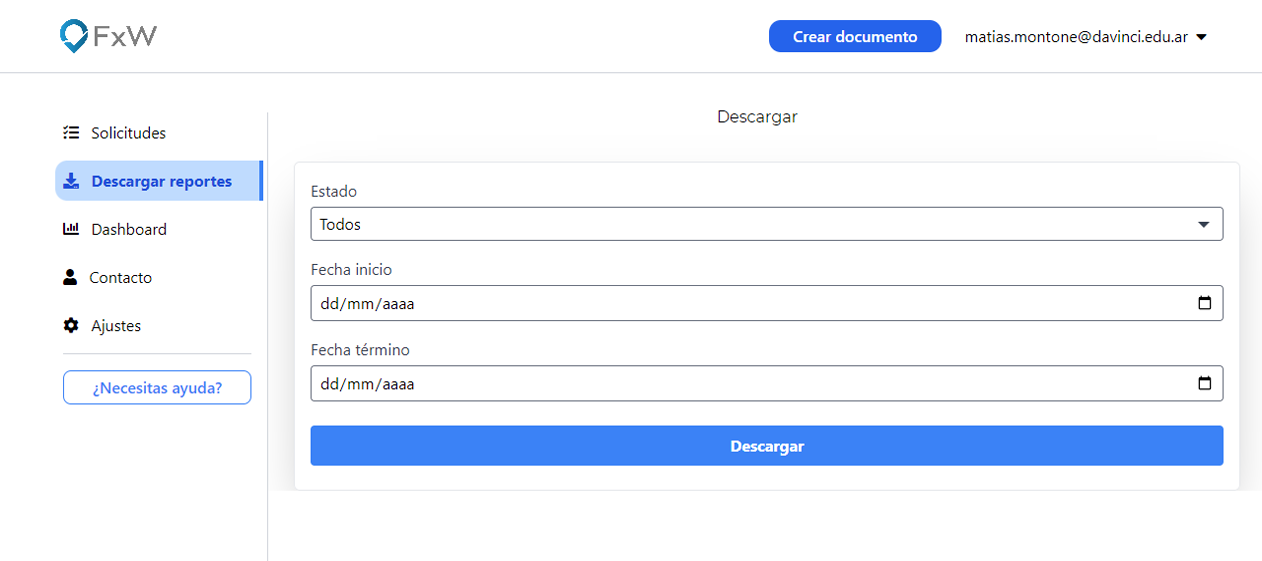 FxW
Crear documento
matias.montone@davinci.edu.ar
Solicitudes
Descargar reportes
Dashboard
Contacto
Ajustes
¿Necesitas ayuda?
Descargar
Estado
Todos
Fecha inicio
dd/mm/aaaa
Fecha término
dd/mm/aaaa
Descargar